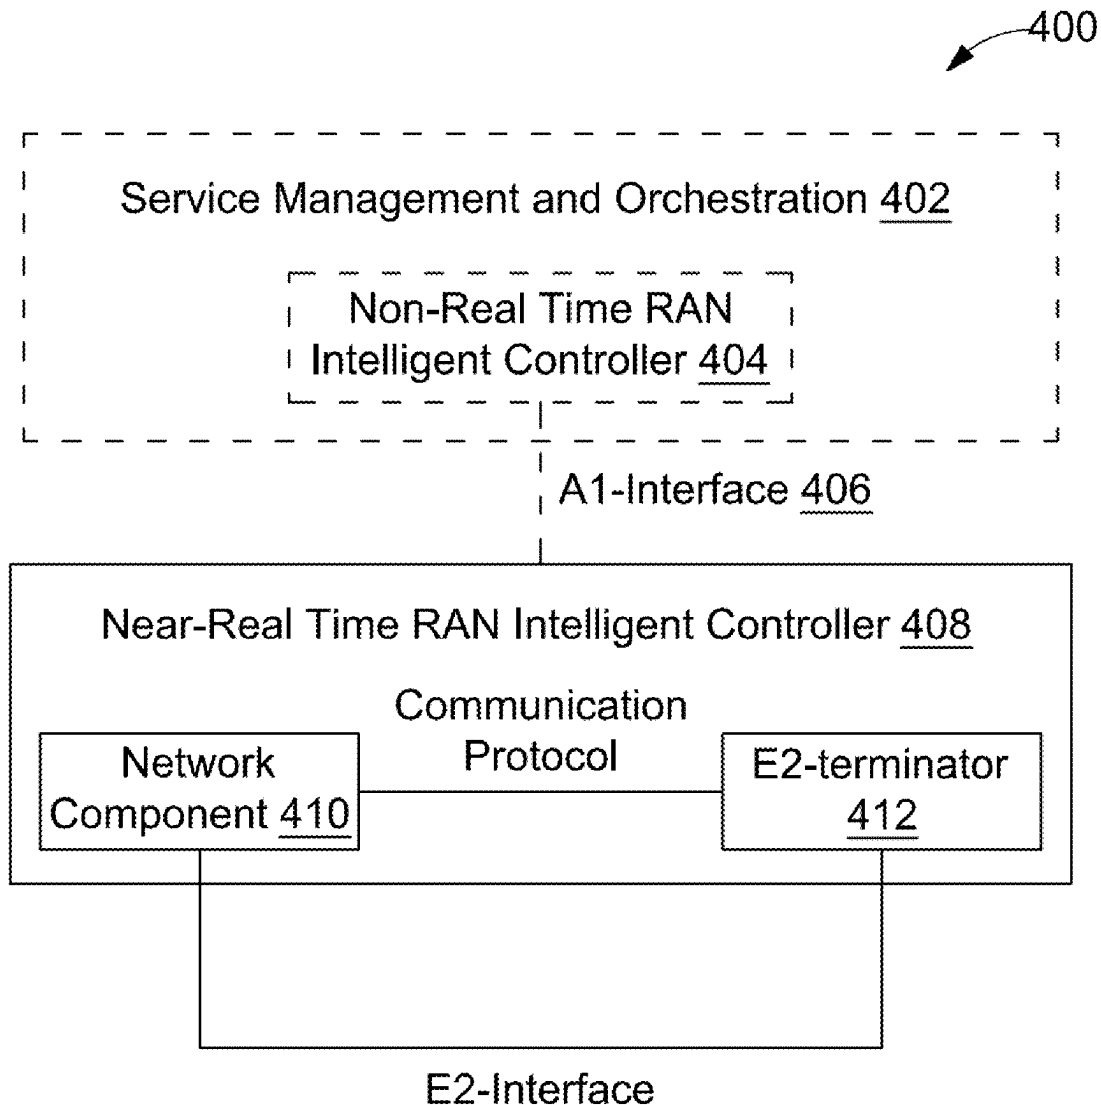 400
Service Management and Orchestration 402
Non-Real Time RAN
Intelligent Controller 404
A1-Interface 406
Near-Real Time RAN Intelligent Controller 408
Communication
Protocol
Network
Component 410
E2-terminator
412
E2-Interface